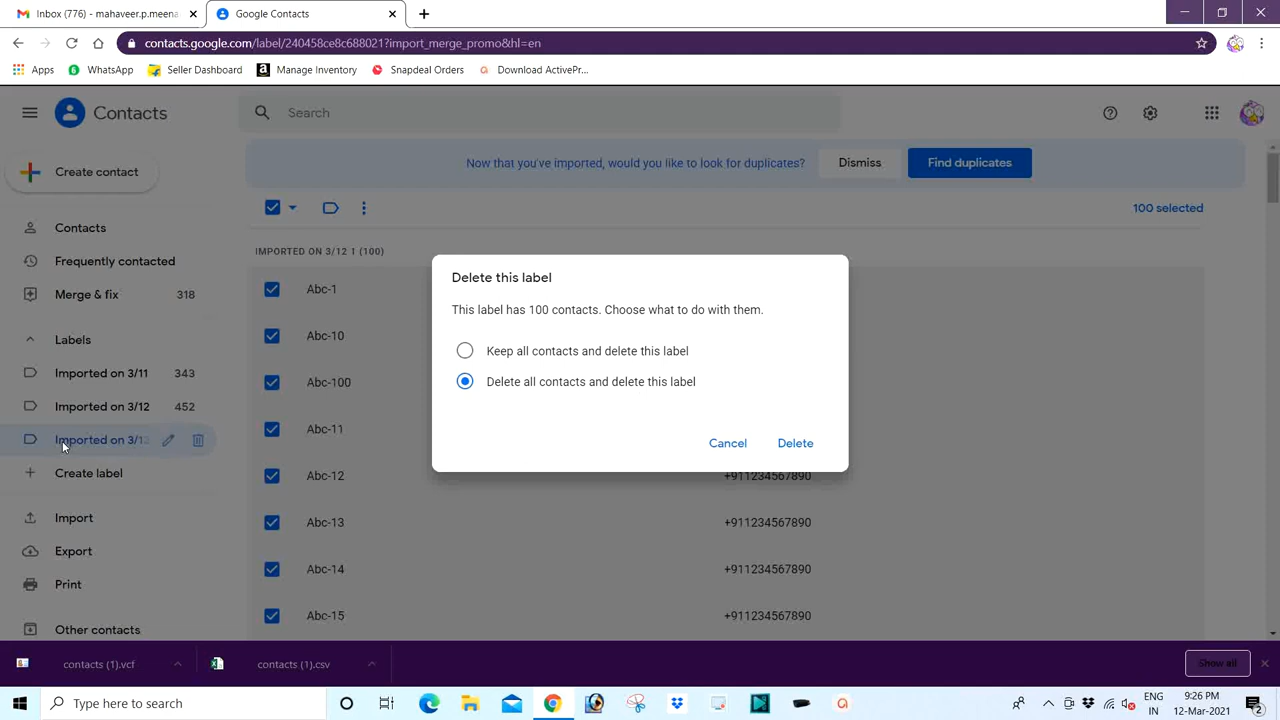 Inbox (776) - mahaveer.p.meena
Google Contacts
contacts.google.com/label/240458ce8c688021?import_merge_promo&hl=en
Apps WhatsApp Seller Dashboard Manage Inventory Snapdeal Orders Download ActivePr...
Contacts
Search
Now that you've imported, would you like to look for duplicates? Dismiss Find duplicates
Create contact
100 selected
Contacts
Frequently contacted
Merge & fix 318
Labels
Imported on 3/11 343
Imported on 3/12 452
Imported on 3/12
Create label
Import
Export
Print
Other contacts
IMPORTED ON 3/12 1 (100)
Abc-1
Abc-10
Abc-100
Abc-11
Abc-12 +911234567890
Abc-13 +911234567890
Abc-14 +911234567890
Abc-15 +911234567890
Delete this label
This label has 100 contacts. Choose what to do with them.
Keep all contacts and delete this label
Delete all contacts and delete this label
Cancel Delete
contacts (1).vcf
contacts (1).csv
Show all
Type here to search
ENG
IN
9:26 PM
12-Mar-2021
2